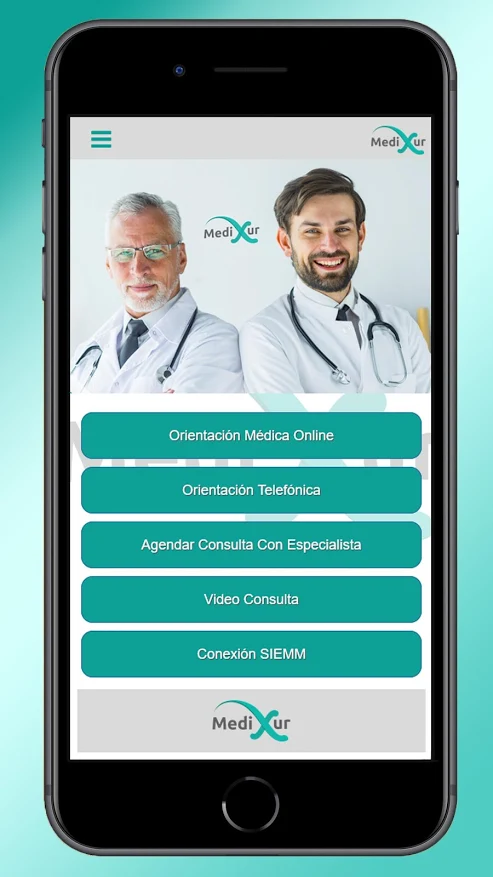 MediXur
MediXur
Orientación Médica Online
Orientación Telefónica
Agendar Consulta Con Especialista
Video Consulta
Conexión SIEMM
MediXur